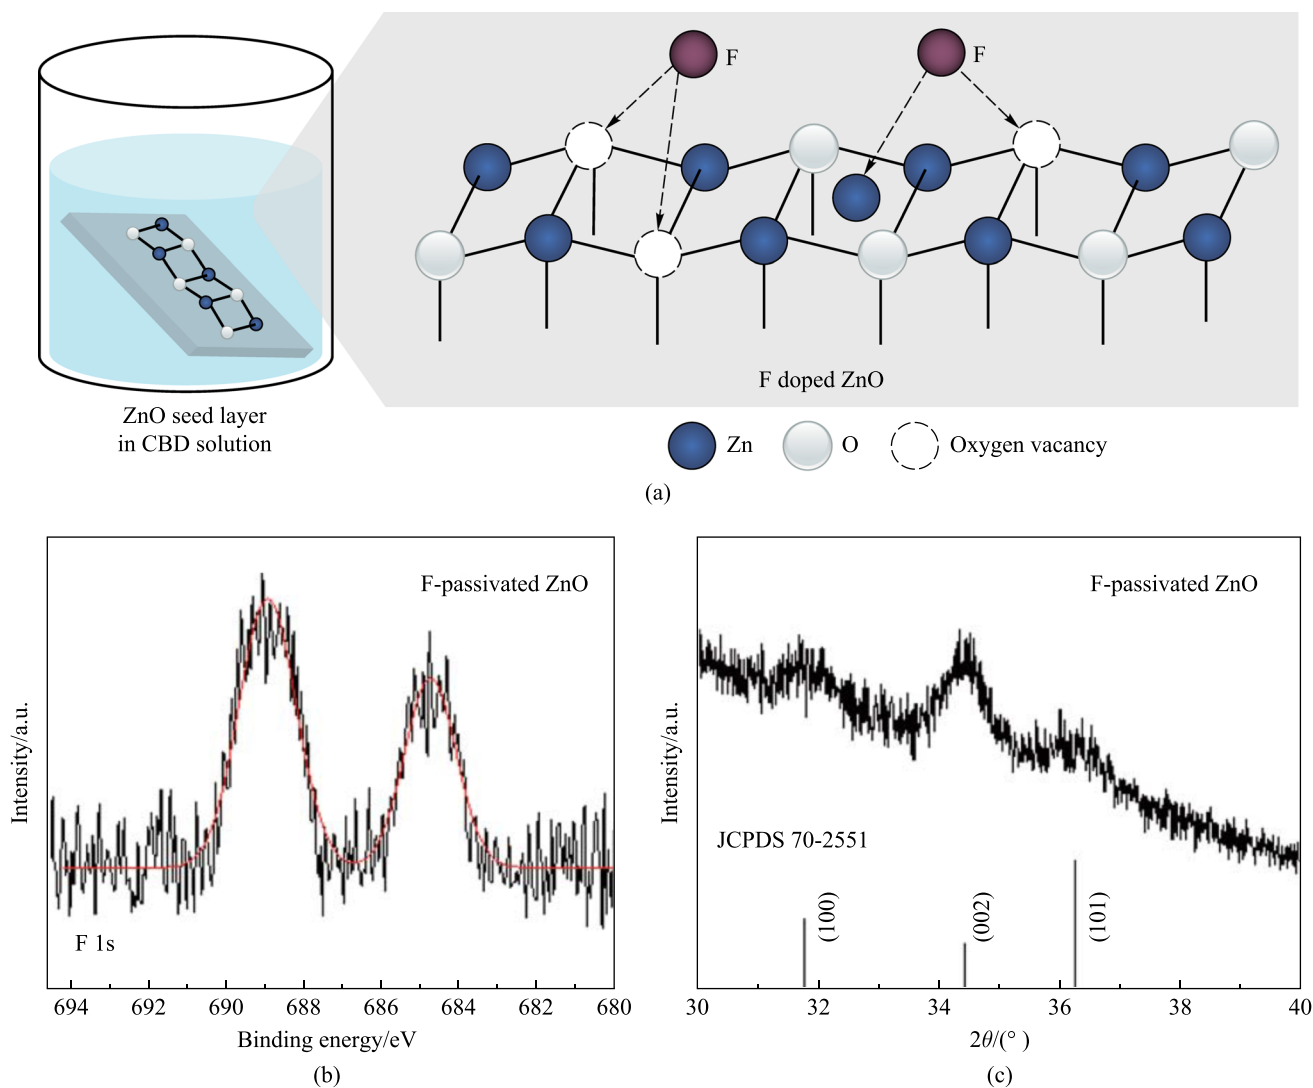 F
F
F doped ZnO
ZnO seed layer
in CBD solution
Zn
O
Oxygen vacancy
(a)
F-passivated ZnO
Intensity/a.u.
F 1s
694 692 690 688 686 684 682 680
Binding energy/eV
(b)
F-passivated ZnO
Intensity/a.u.
JCPDS 70-2551
(100)
(002)
(101)
30 32 34 36 38 40
2θ/(° )
(c)